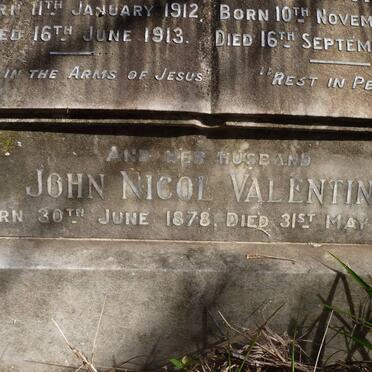 RN 11TH JANUARY 1912
ED 16TH JUNE 1913.
IN THE ARMS OF JESUS
BORN 10TH NOVEM
DIED 16TH SEPTEM
"REST IN PE
AND HER HUSBAND
JOHN NICOL VALENTIN
RN 30TH JUNE 1878, DIED 31ST MAY